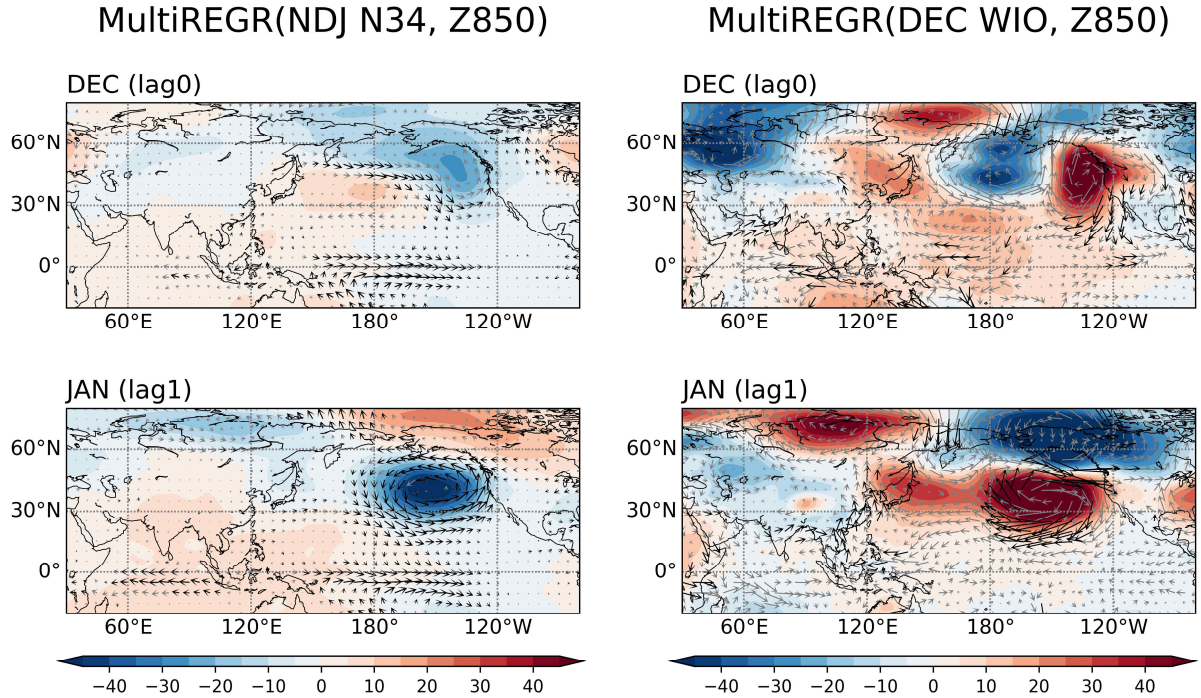 MultiREGR(NDJ N34, Z850)
MultiREGR(DEC WIO, Z850)
DEC (lag0)
60°N
30°N
0°
60°E 120°E 180° 120°W
DEC (lag0)
60°N
30°N
0°
60°E 120°E 180° 120°W
JAN (lag1)
60°N
30°N
0°
60°E 120°E 180° 120°W
JAN (lag1)
60°N
30°N
0°
60°E 120°E 180° 120°W
−40 −30 −20 −10 0 10 20 30 40
−40 −30 −20 −10 0 10 20 30 40